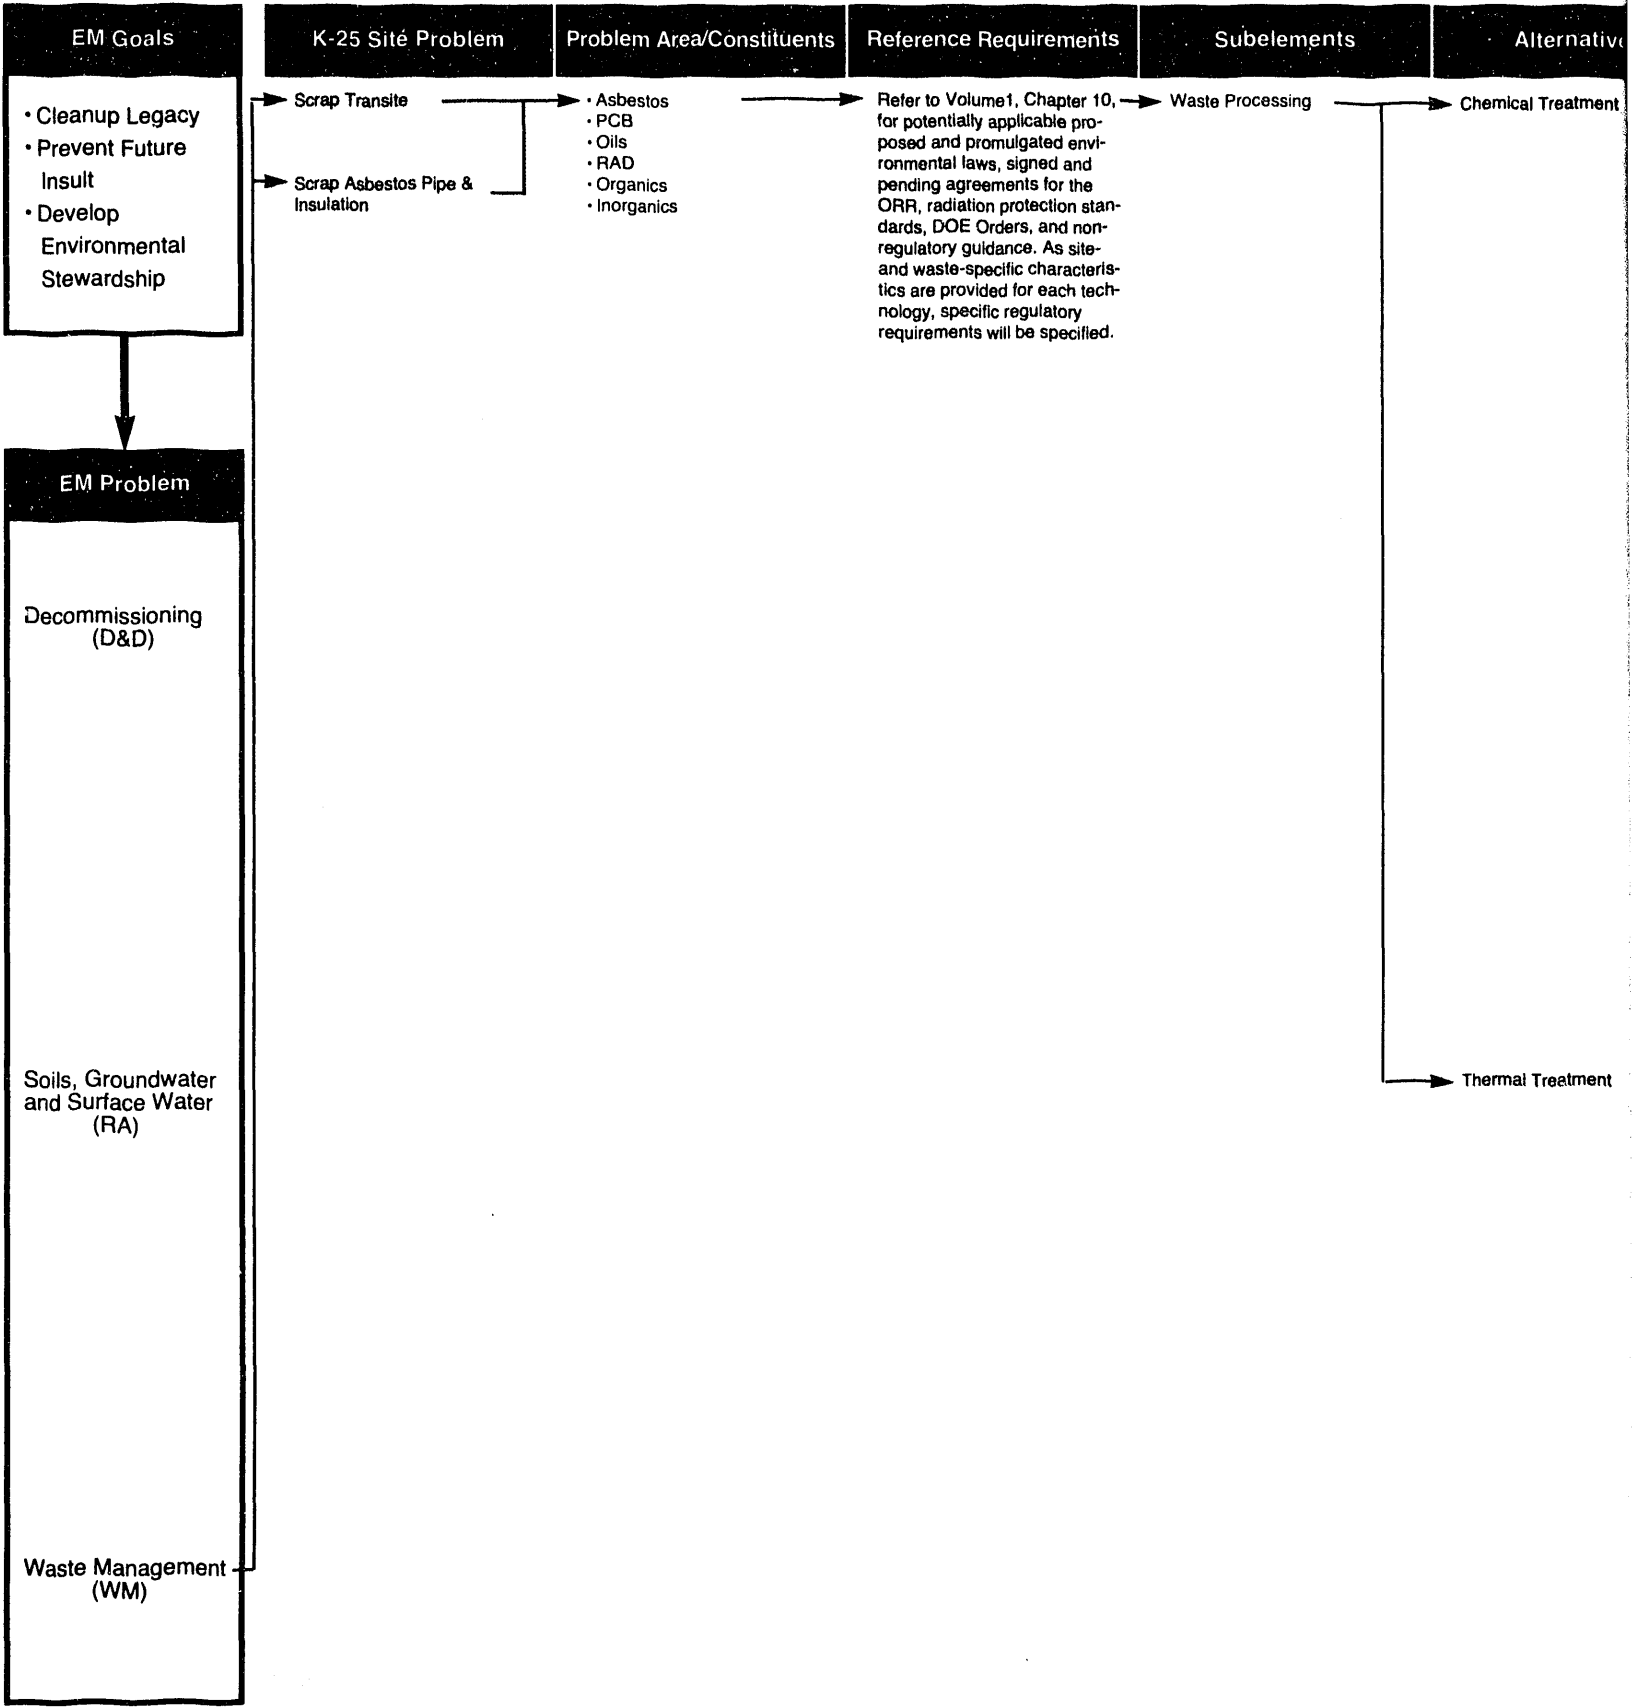 EM Goals
• Cleanup Legacy
• Prevent Future
Insult
• Develop
Environmental
Stewardship
EM Problem
Decommissioning
(D&D)
Soils, Groundwater
and Surface Water
(RA)
Waste Management
(WM)
K-25 Site Problem
Scrap Transite
Scrap Asbestos Pipe &
Insulation
Problem Area/Constituents
• Asbestos
• PCB
• Oils
• RAD
• Organics
• Inorganics
Reference Requirements
Refer to Volume1, Chapter 10,
for potentially applicable pro-
posed and promulgated envi-
ronmental laws, signed and
pending agreements for the
ORR, radiation protection stan-
dards, DOE Orders, and non-
regulatory guidance. As site-
and waste-specific characteris-
tics are provided for each tech-
nology, specific regulatory
requirements will be specified.
Subelements
Waste Processing
Alternative
Chemical Treatment
Thermal Treatment